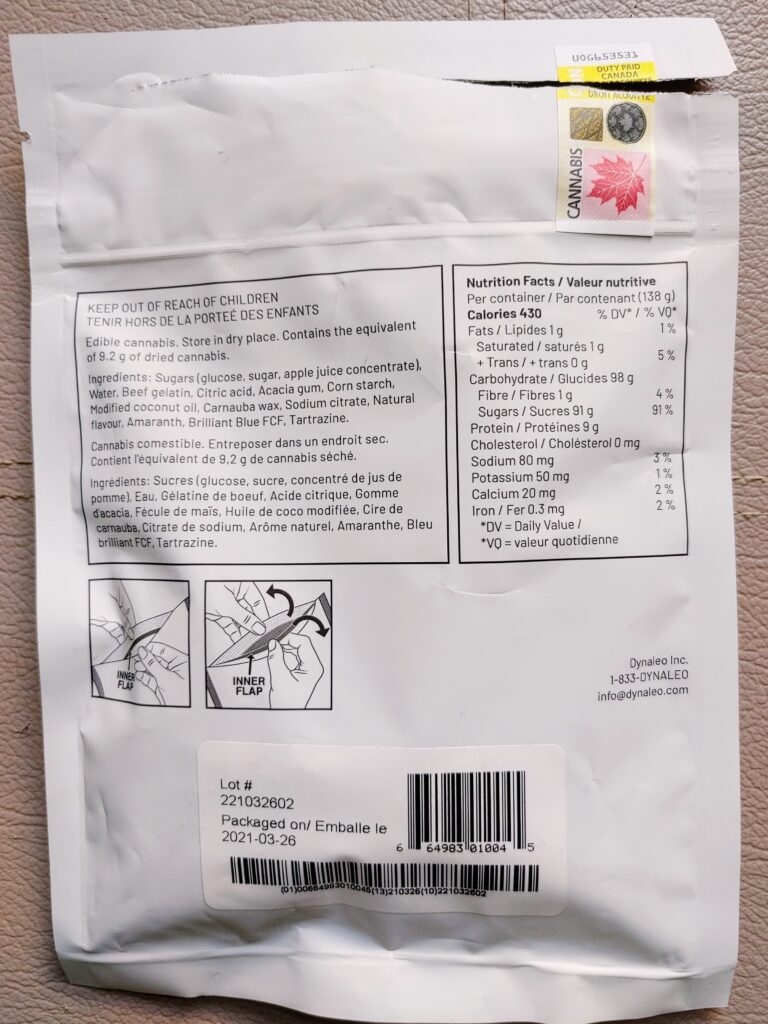 U0G653531
DUTY PAID
CANADA
DROIT ACQUITTÉ
CAN
CANNABIS
KEEP OUT OF REACH OF CHILDREN
TENIR HORS DE LA PORTEÉ DES ENFANTS
Edible cannabis. Store in dry place. Contains the equivalent
of 9.2 g of dried cannabis.
Ingredients: Sugars (glucose, sugar, apple juice concentrate),
Water, Beef gelatin, Citric acid, Acacia gum, Corn starch,
Modified coconut oil, Carnauba wax, Sodium citrate, Natural
flavour, Amaranth, Brilliant Blue FCF, Tartrazine.
Cannabis comestible. Entreposer dans un endroit sec.
Contient l'équivalent de 9,2 g de cannabis séché.
Ingrédients: Sucres (glucose, sucre, concentré de jus de
pomme), Eau, Gélatine de boeuf, Acide citrique, Gomme
d'acacia, Fécule de maïs, Huile de coco modifiée, Cire de
carnauba, Citrate de sodium, Arôme naturel, Amaranthe, Bleu
brilliant FCF, Tartrazine.
Nutrition Facts / Valeur nutritive
Per container / Par contenant (138 g)
Calories 430 % DV* / % VQ*
Fats / Lipides 1 g 1 %
Saturated / saturés 1 g
+ Trans / + trans 0 g 5 %
Carbohydrate / Glucides 98 g
Fibre / Fibres 1 g 4 %
Sugars / Sucres 91 g 91 %
Protein / Protéines 9 g
Cholesterol / Cholésterol 0 mg
Sodium 80 mg 3 %
Potassium 50 mg 1 %
Calcium 20 mg 2 %
Iron / Fer 0.3 mg 2 %
*DV = Daily Value /
*VQ = valeur quotidienne
INNER
FLAP
INNER
FLAP
Dynaleo Inc.
1-833-DYNALEO
info@dynaleo.com
Lot #
221032602
Packaged on/ Emballe le
2021-03-26
6 64983 01004 5
(01)00664983010045(13)210326(10)221032602